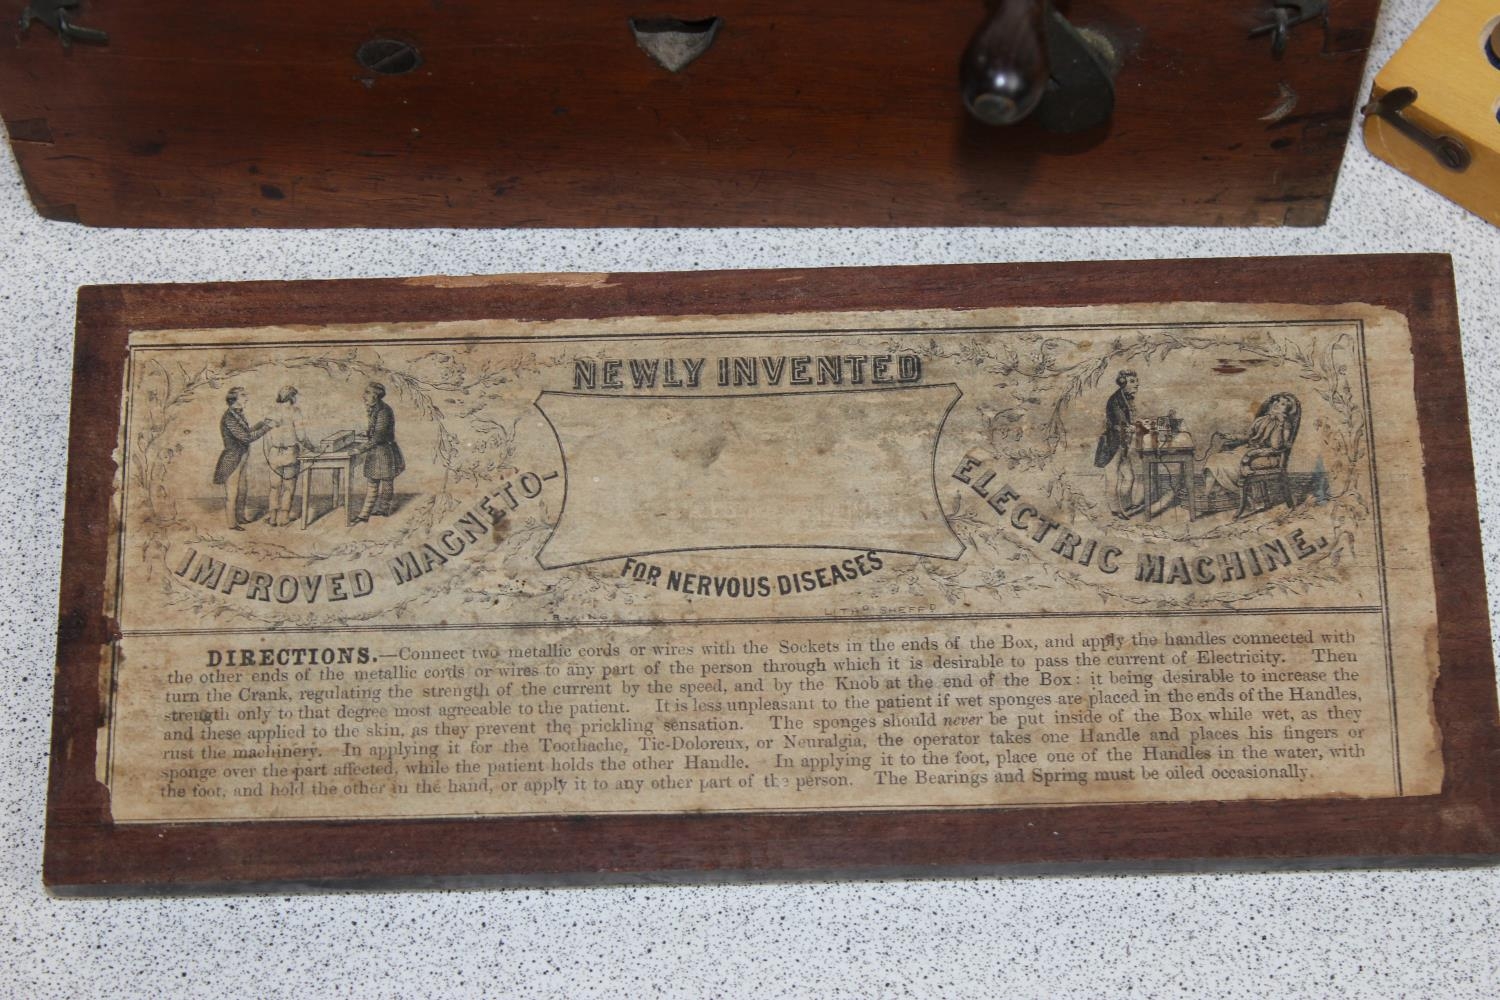 NEWLY INVENTED
IMPROVED MAGNETO-
ELECTRIC MACHINE.
FOR NERVOUS DISEASES
LITHO SHEFFD
DIRECTIONS.—Connect two metallic cords or wires with the Sockets in the ends of the Box, and apply the handles connected with
the other ends of the metallic cords or wires to any part of the person through which it is desirable to pass the current of Electricity. Then
turn the Crank, regulating the strength of the current by the speed, and by the Knob at the end of the Box: it being desirable to increase the
strength only to that degree most agreeable to the patient. It is less unpleasant to the patient if wet sponges are placed in the ends of the Handles,
and these applied to the skin, as they prevent the prickling sensation. The sponges should never be put inside of the Box while wet, as they
rust the machinery. In applying it for the Toothache, Tic-Doloreux, or Neuralgia, the operator takes one Handle and places his fingers or
sponge over the part affected, while the patient holds the other Handle. In applying it to the foot, place one of the Handles in the water, with
the foot, and hold the other in the hand, or apply it to any other part of the person. The Bearings and Spring must be oiled occasionally.